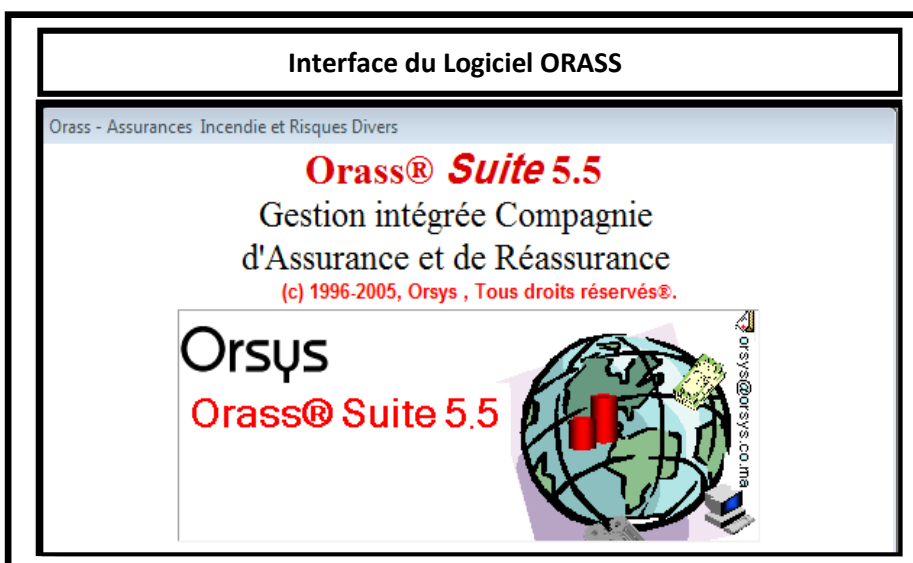 Interface du Logiciel ORASS
Orass - Assurances Incendie et Risques Divers
Orass® Suite 5.5
Gestion intégrée Compagnie
d'Assurance et de Réassurance
(c) 1996-2005, Orsys , Tous droits réservés®.
Orsys
Orass® Suite 5.5
orsys@orsys.co.ma